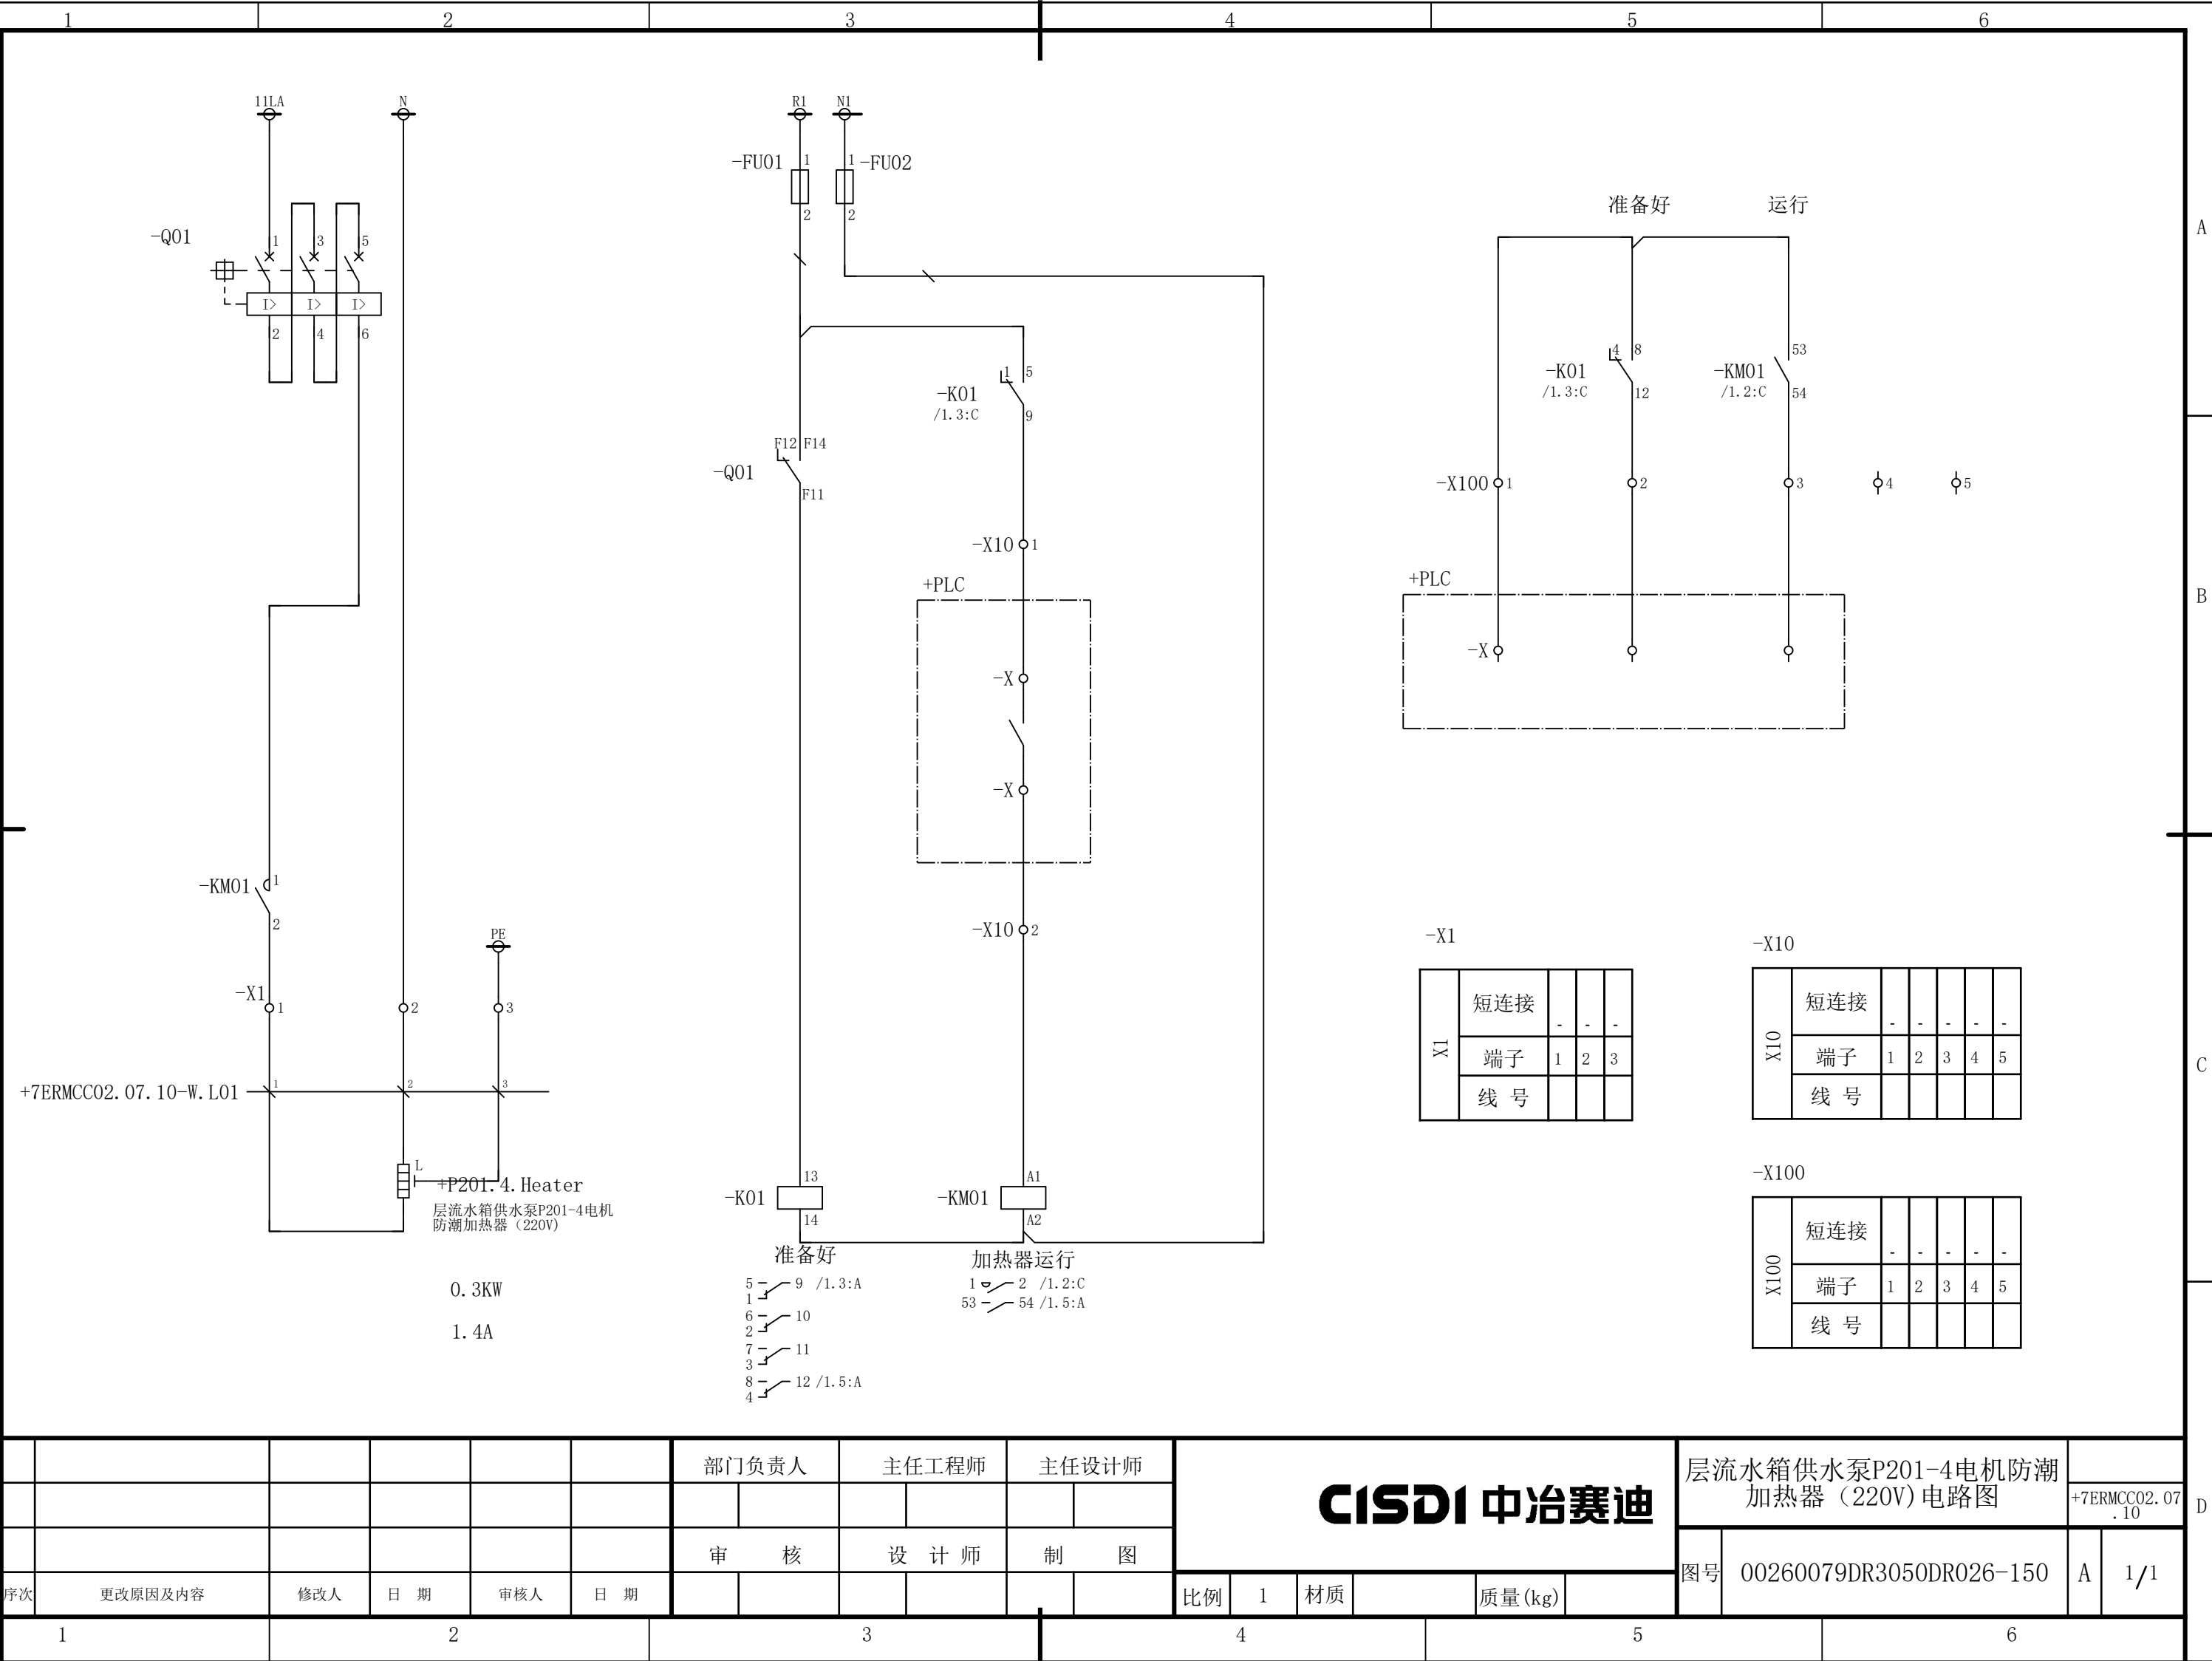 1 2 3 4 5 6
11LA N R1 N1
-FU01 1 1 -FU02
2 2
准备好 运行
A
-Q01 1 3 5
I> I> I>
2 4 6
4 8 53
-K01 -KM01
/1.3:C /1.2:C
12 54
1 5
-K01
/1.3:C 9
F12 F14
-Q01
F11
-X100 1 2 3 4 5
-X10 1
+PLC +PLC
B
-X
-X
-X
-KM01 1
2
-X10 2
PE
-X1 1 2 3
+7ERMCC02.07.10-W.L01 1 2 3
L
+P201.4.Heater
层流水箱供水泵P201-4电机
防潮加热器（220V)
0.3KW
1.4A
13 A1
-K01 -KM01
14 A2
准备好 加热器运行
5 9 /1.3:A
1
6 10
2
7 11
3
8 12 /1.5:A
4
1 2 /1.2:C
53 54 /1.5:A
-X1
X1
短连接 - - -
端子 1 2 3
线 号
-X10
X10
短连接 - - - - -
端子 1 2 3 4 5
线 号
C
-X100
X100
短连接 - - - - -
端子 1 2 3 4 5
线 号
部门负责人 主任工程师 主任设计师
审 核 设 计 师 制 图
序次 更改原因及内容 修改人 日 期 审核人 日 期
CISDI 中冶赛迪
比例 1 材质 质量(kg)
层流水箱供水泵P201-4电机防潮
加热器（220V)电路图
+7ERMCC02.07
.10
D
图号 00260079DR3050DR026-150 A 1/1
1 2 3 4 5 6